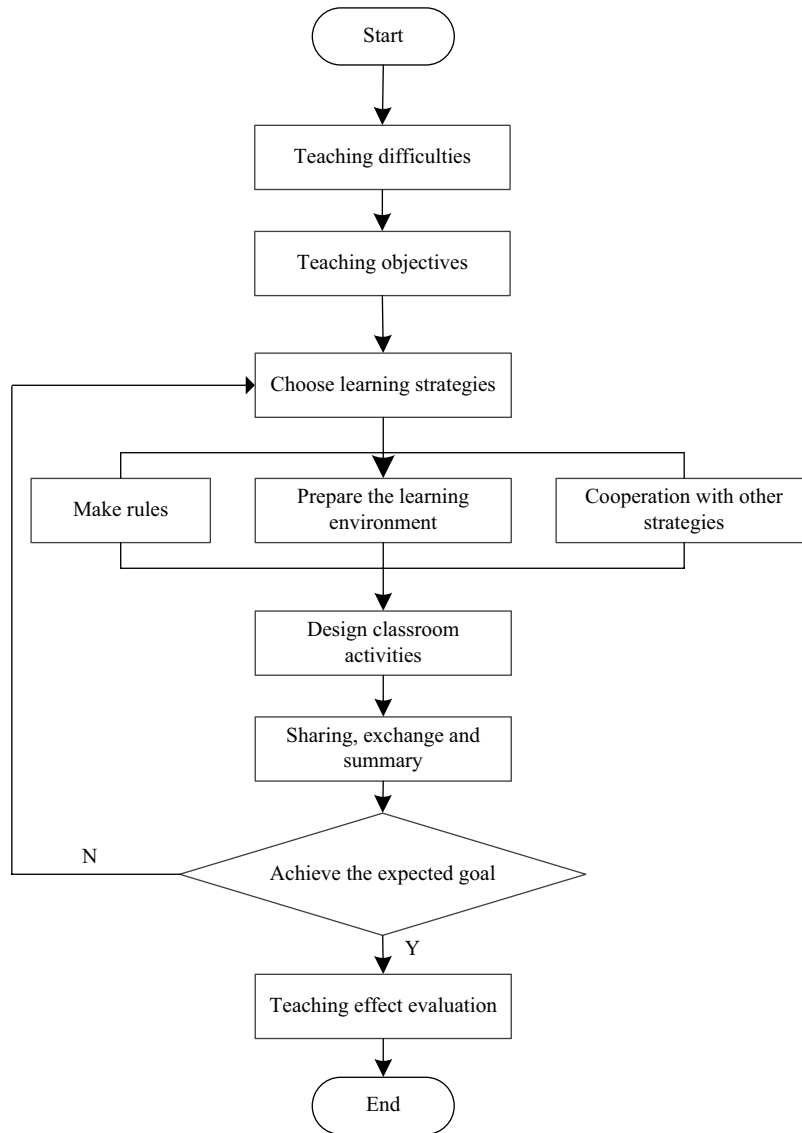 Start
Teaching difficulties
Teaching objectives
Choose learning strategies
Make rules
Prepare the learning
environment
Cooperation with other
strategies
Design classroom
activities
Sharing, exchange and
summary
N
Achieve the expected goal
Y
Teaching effect evaluation
End